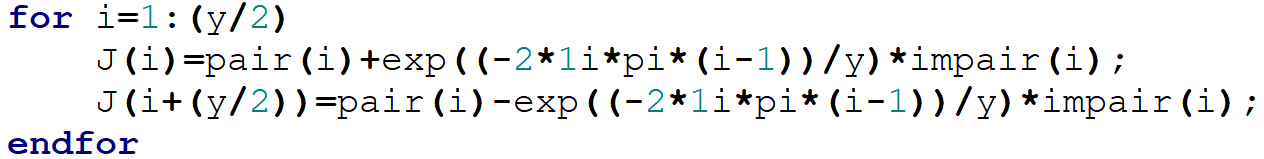 for i=1:(y/2)
    J(i)=pair(i)+exp((-2*1i*pi*(i-1))/y)*impair(i);
    J(i+(y/2))=pair(i)-exp((-2*1i*pi*(i-1))/y)*impair(i);
endfor